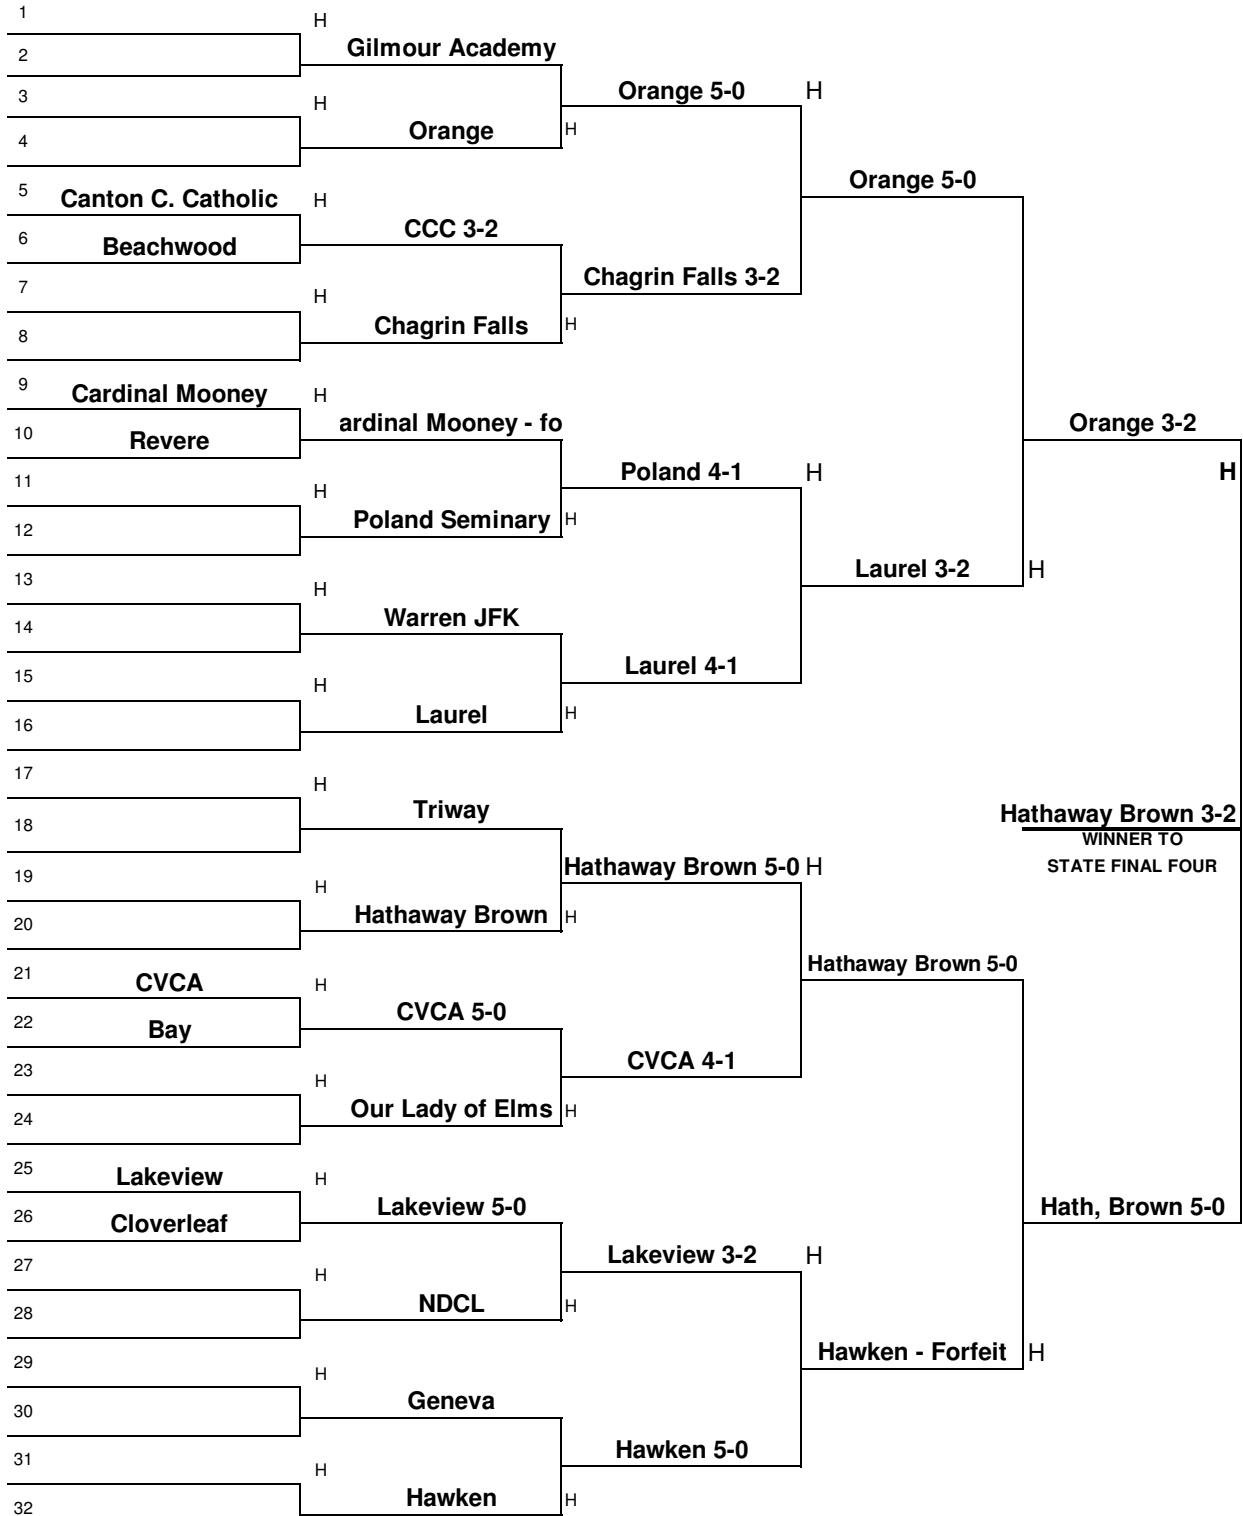 1
H
2
Gilmour Academy
3
H
Orange 5-0
H
4
Orange
H
5
Canton C. Catholic
H
Orange 5-0
6
Beachwood
CCC 3-2
7
H
Chagrin Falls 3-2
8
Chagrin Falls
H
9
Cardinal Mooney
H
10
Revere
ardinal Mooney - fo
Orange 3-2
11
H
Poland 4-1
H
H
12
Poland Seminary
H
13
H
Laurel 3-2
H
14
Warren JFK
15
H
Laurel 4-1
16
Laurel
H
17
H
18
Triway
Hathaway Brown 3-2
WINNER TO
STATE FINAL FOUR
19
H
Hathaway Brown 5-0
H
20
Hathaway Brown
H
21
CVCA
H
Hathaway Brown 5-0
22
Bay
CVCA 5-0
23
H
CVCA 4-1
24
Our Lady of Elms
H
25
Lakeview
H
26
Cloverleaf
Lakeview 5-0
Hath, Brown 5-0
27
H
Lakeview 3-2
H
28
NDCL
H
29
H
Hawken - Forfeit
H
30
Geneva
31
H
Hawken 5-0
32
Hawken
H